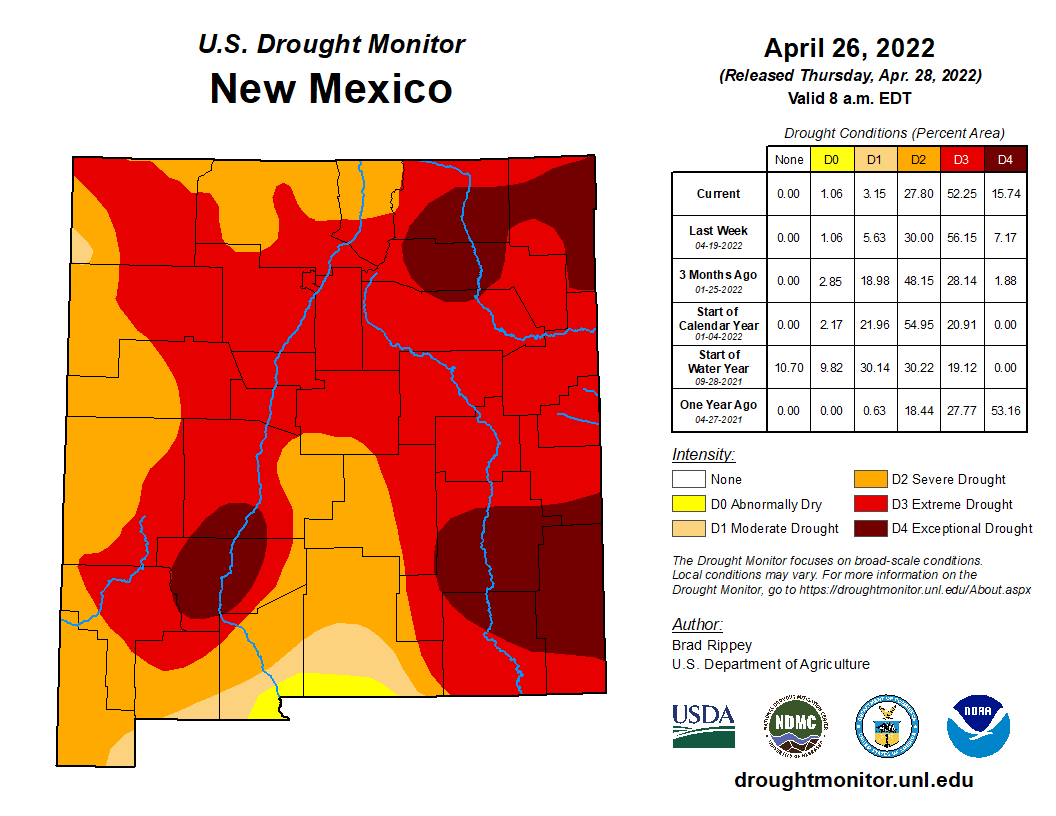 U.S. Drought Monitor
New Mexico
April 26, 2022
(Released Thursday, Apr. 28, 2022)
Valid 8 a.m. EDT
Drought Conditions (Percent Area)
None D0 D1 D2 D3 D4
Current 0.00 1.06 3.15 27.80 52.25 15.74
Last Week
04-19-2022 0.00 1.06 5.63 30.00 56.15 7.17
3 Months Ago
01-25-2022 0.00 2.85 18.98 48.15 28.14 1.88
Start of
Calendar Year
01-04-2022 0.00 2.17 21.96 54.95 20.91 0.00
Start of
Water Year
09-28-2021 10.70 9.82 30.14 30.22 19.12 0.00
One Year Ago
04-27-2021 0.00 0.00 0.63 18.44 27.77 53.16
Intensity:
None
D0 Abnormally Dry
D1 Moderate Drought
D2 Severe Drought
D3 Extreme Drought
D4 Exceptional Drought
The Drought Monitor focuses on broad-scale conditions.
Local conditions may vary. For more information on the
Drought Monitor, go to https://droughtmonitor.unl.edu/About.aspx
Author:
Brad Rippey
U.S. Department of Agriculture
USDA
NDMC
NOAA
droughtmonitor.unl.edu